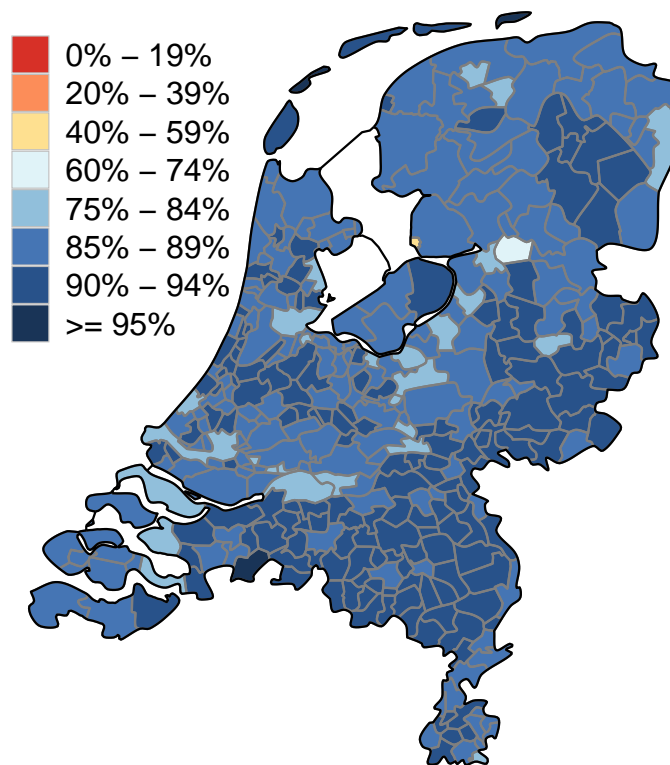 0% – 19%
20% – 39%
40% – 59%
60% – 74%
75% – 84%
85% – 89%
90% – 94%
>= 95%